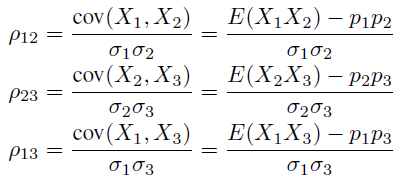 ρ₁₂ = cov(X₁, X₂) / σ₁σ₂ = E(X₁X₂) − p₁p₂ / σ₁σ₂
ρ₂₃ = cov(X₂, X₃) / σ₂σ₃ = E(X₂X₃) − p₂p₃ / σ₂σ₃
ρ₁₃ = cov(X₁, X₃) / σ₁σ₃ = E(X₁X₃) − p₁p₃ / σ₁σ₃